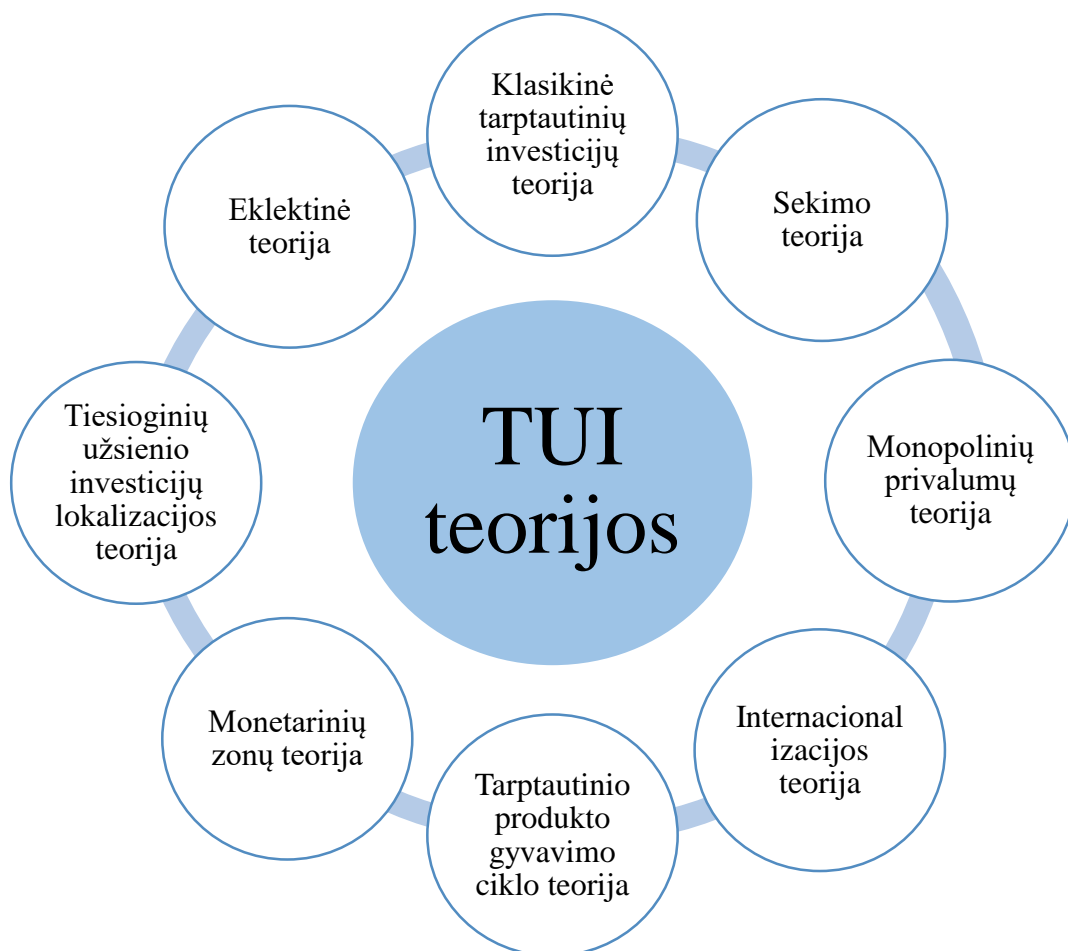 Klasikinė
tarptautinių
investicijų
teorija
Sekimo
teorija
Monopolinių
privalumų
teorija
Internacional
izacijos
teorija
Tarptautinio
produkto
gyvavimo
ciklo teorija
Monetarinių
zonų teorija
Tiesioginių
užsienio
investicijų
lokalizacijos
teorija
Eklektinė
teorija
TUI
teorijos